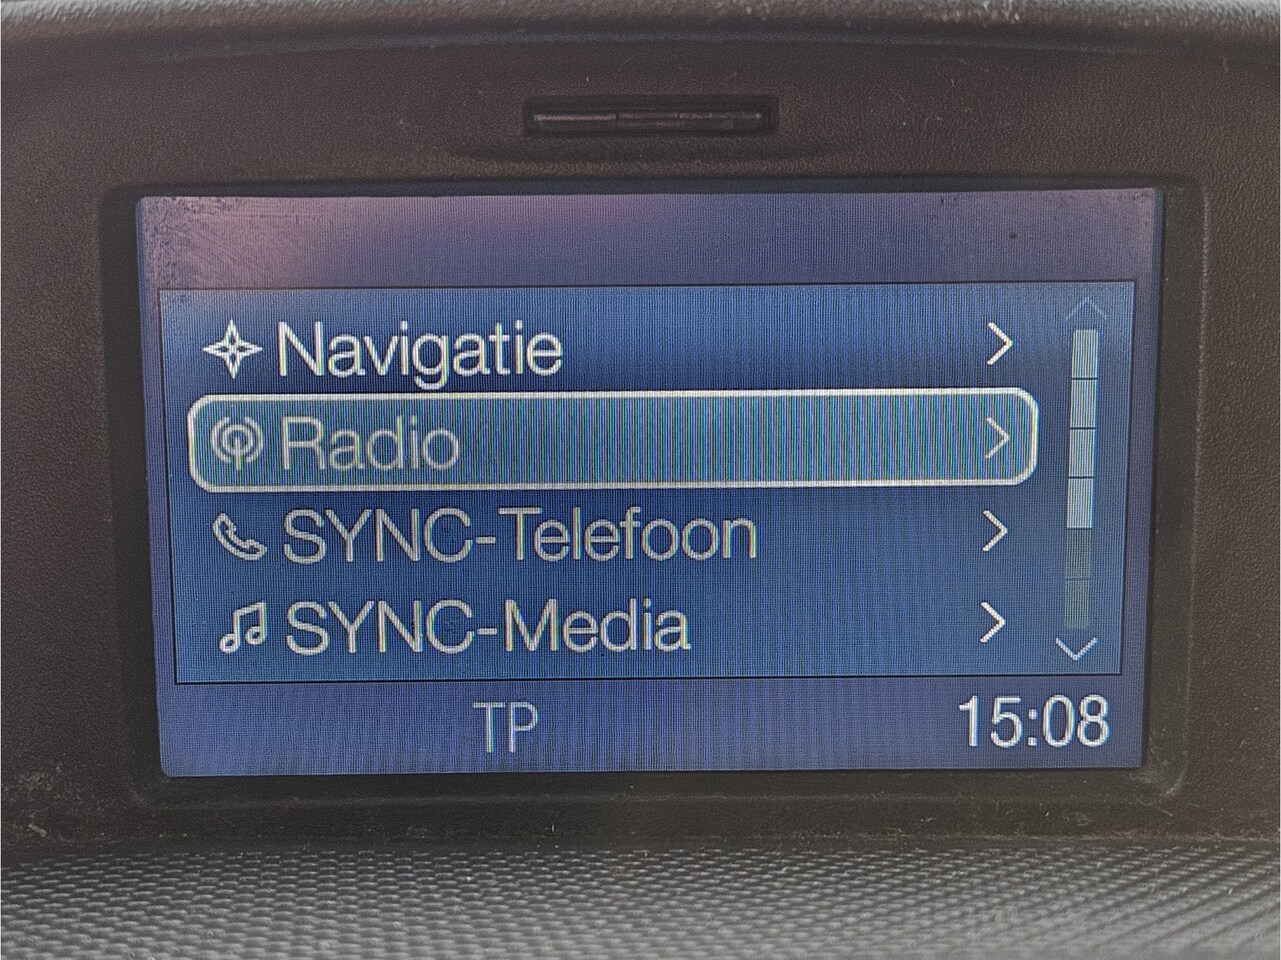 Navigatie
Radio
SYNC-Telefoon
SYNC-Media
TP 15:08